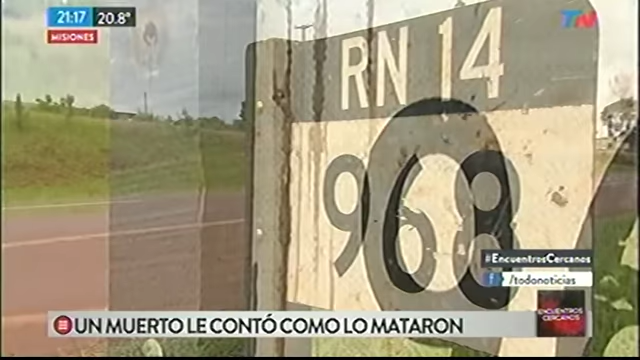 21:17 20.8°
MISIONES
TN
RN 14
968
#EncuentrosCercanos
f /todonoticias
UN MUERTO LE CONTÓ COMO LO MATARON
ENCUENTROS
CERCANOS